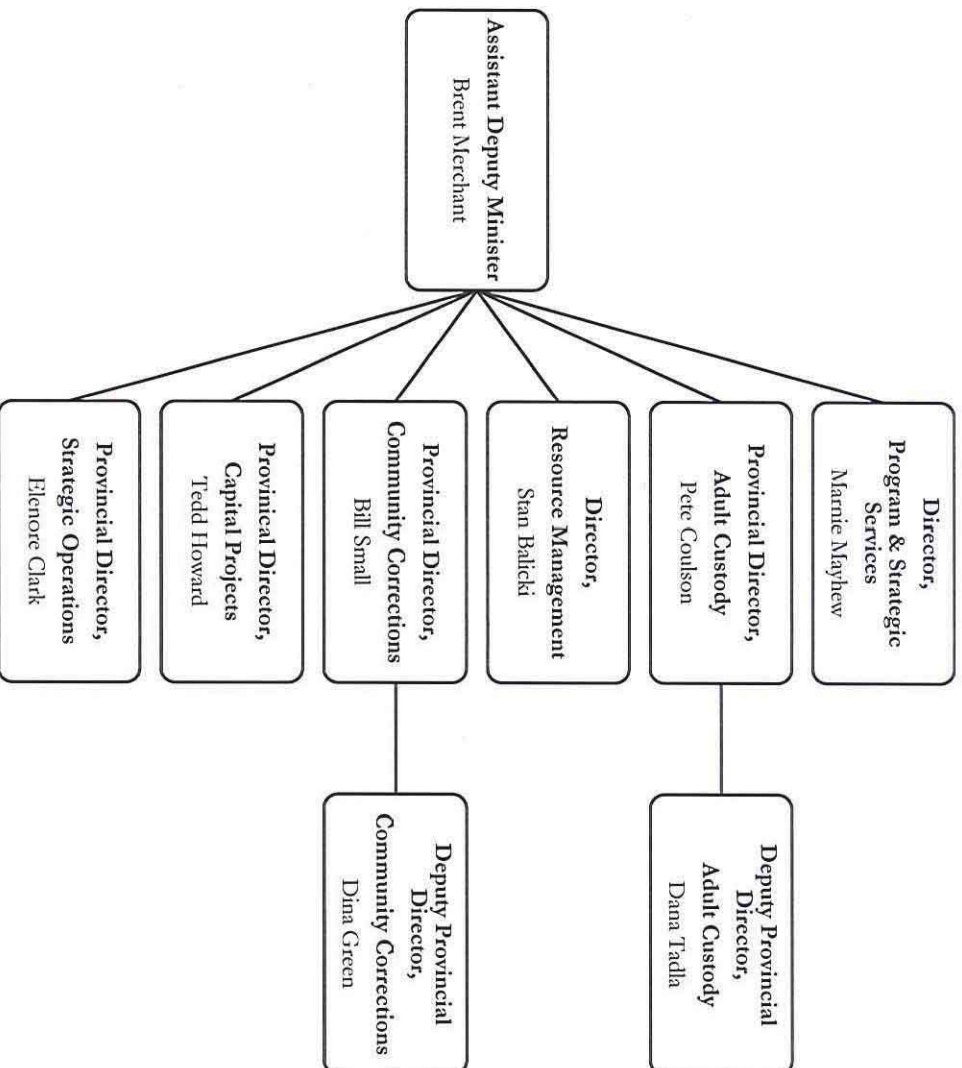 Assistant Deputy Minister
Brent Merchant
Director,
Program & Strategic
Services
Marnie Mayhew
Provincial Director,
Adult Custody
Pete Coulson
Director,
Resource Management
Stan Balicki
Provincial Director,
Community Corrections
Bill Small
Provinical Director,
Capital Projects
Tedd Howard
Provincial Director,
Strategic Operations
Elenore Clark
Deputy Provincial
Director,
Adult Custody
Dana Tadla
Deputy Provincial
Director,
Community Corrections
Dina Green